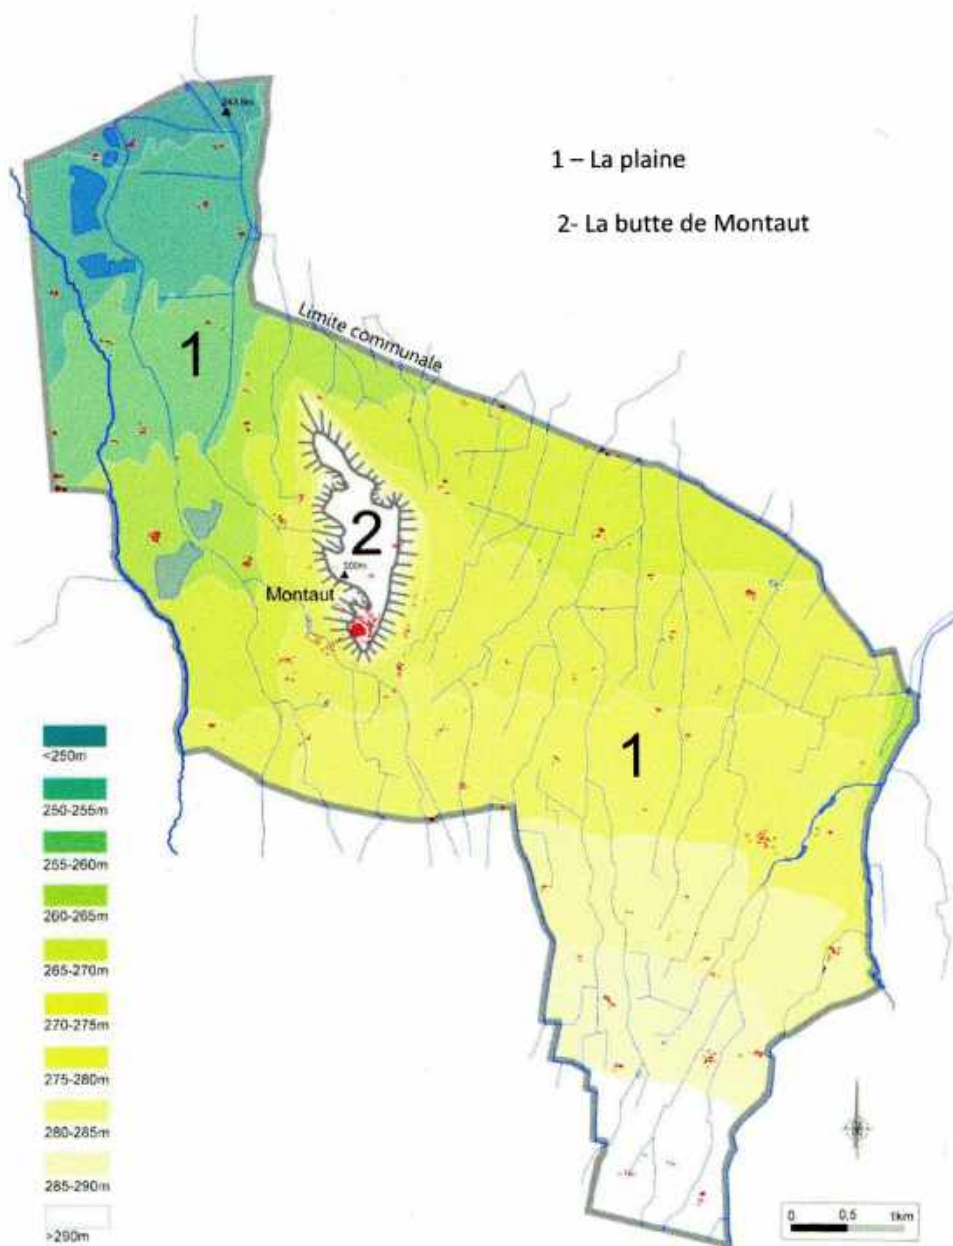 1 – La plaine
2- La butte de Montaut
Limite communale
1
2
300m
Montaut
1
<250m
250-255m
255-260m
260-265m
265-270m
270-275m
275-280m
280-285m
285-290m
>290m
0 0,5 1km